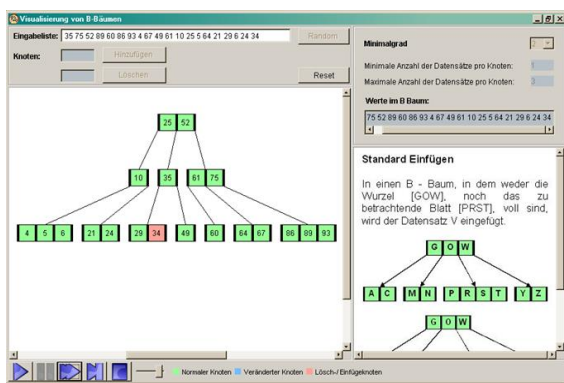 Visualisierung von B-Bäumen
Eingabeliste: 35 75 52 89 60 86 93 4 67 49 61 10 25 5 64 21 29 6 24 34 Random
Knoten: Hinzufügen
Löschen Reset
Minimalgrad 2
Minimale Anzahl der Datensätze pro Knoten:
Maximale Anzahl der Datensätze pro Knoten: 3
Werte im B Baum:
75 52 89 60 86 93 4 67 49 61 10 25 5 64 21 29 6 24 34
25 52
10 35 61 75
4 5 6 21 24 29 34 49 60 64 67 86 89 93
Standard Einfügen
In einen B - Baum, in dem weder die
Wurzel [GOW], noch das zu
betrachtende Blatt [PRST], voll sind,
wird der Datensatz V eingefügt.
G O W
A C M N P R S T Y Z
G O W
Normaler Knoten Veränderter Knoten Lösch-/ Einfügeknoten